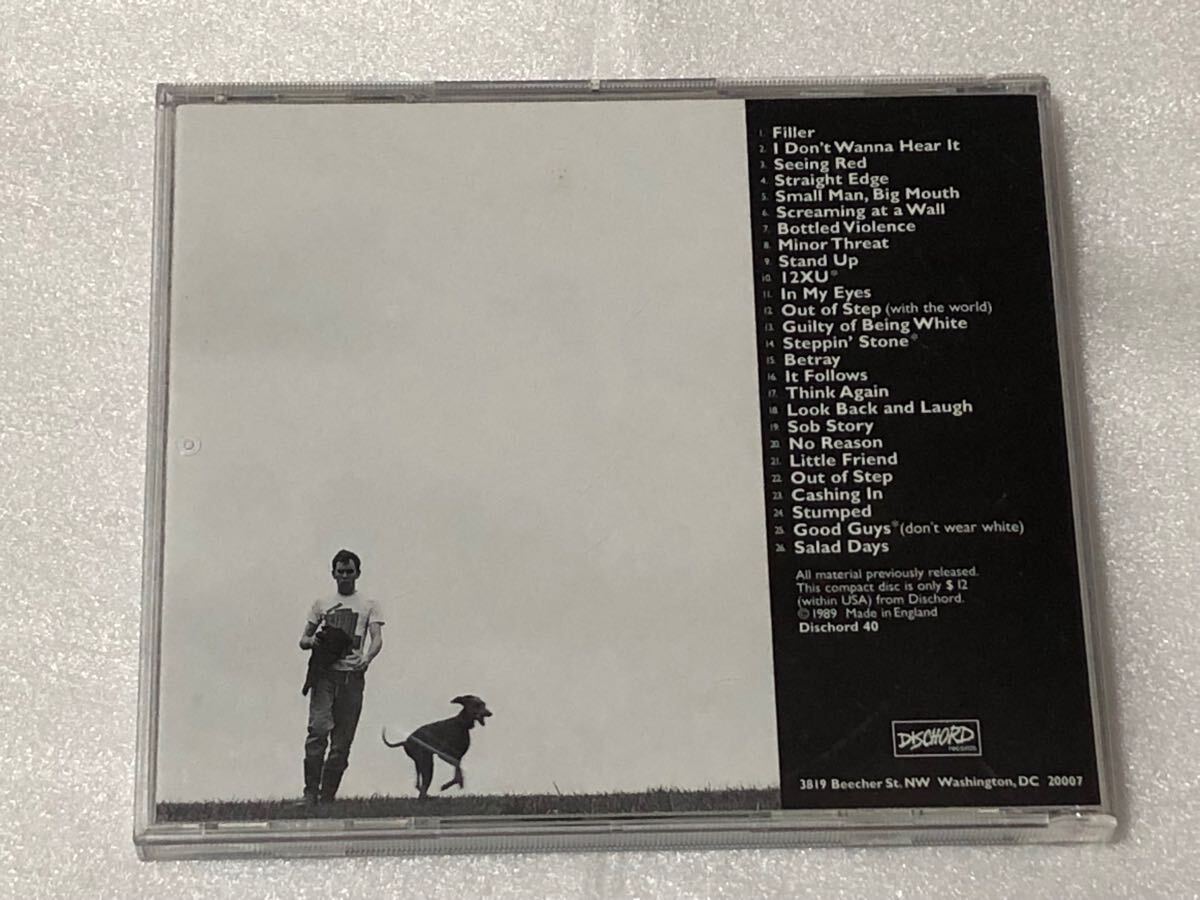 1. Filler
2. I Don't Wanna Hear It
3. Seeing Red
4. Straight Edge
5. Small Man, Big Mouth
6. Screaming at a Wall
7. Bottled Violence
8. Minor Threat
9. Stand Up
10. 12XU*
11. In My Eyes
12. Out of Step (with the world)
13. Guilty of Being White
14. Steppin' Stone*
15. Betray
16. It Follows
17. Think Again
18. Look Back and Laugh
19. Sob Story
20. No Reason
21. Little Friend
22. Out of Step
23. Cashing In
24. Stumped
25. Good Guys* (don't wear white)
26. Salad Days
All material previously released.
This compact disc is only $12
(within USA) from Dischord.
©1989 Made in England
Dischord 40
DISCHORD
records
3819 Beecher St. NW Washington, DC 20007